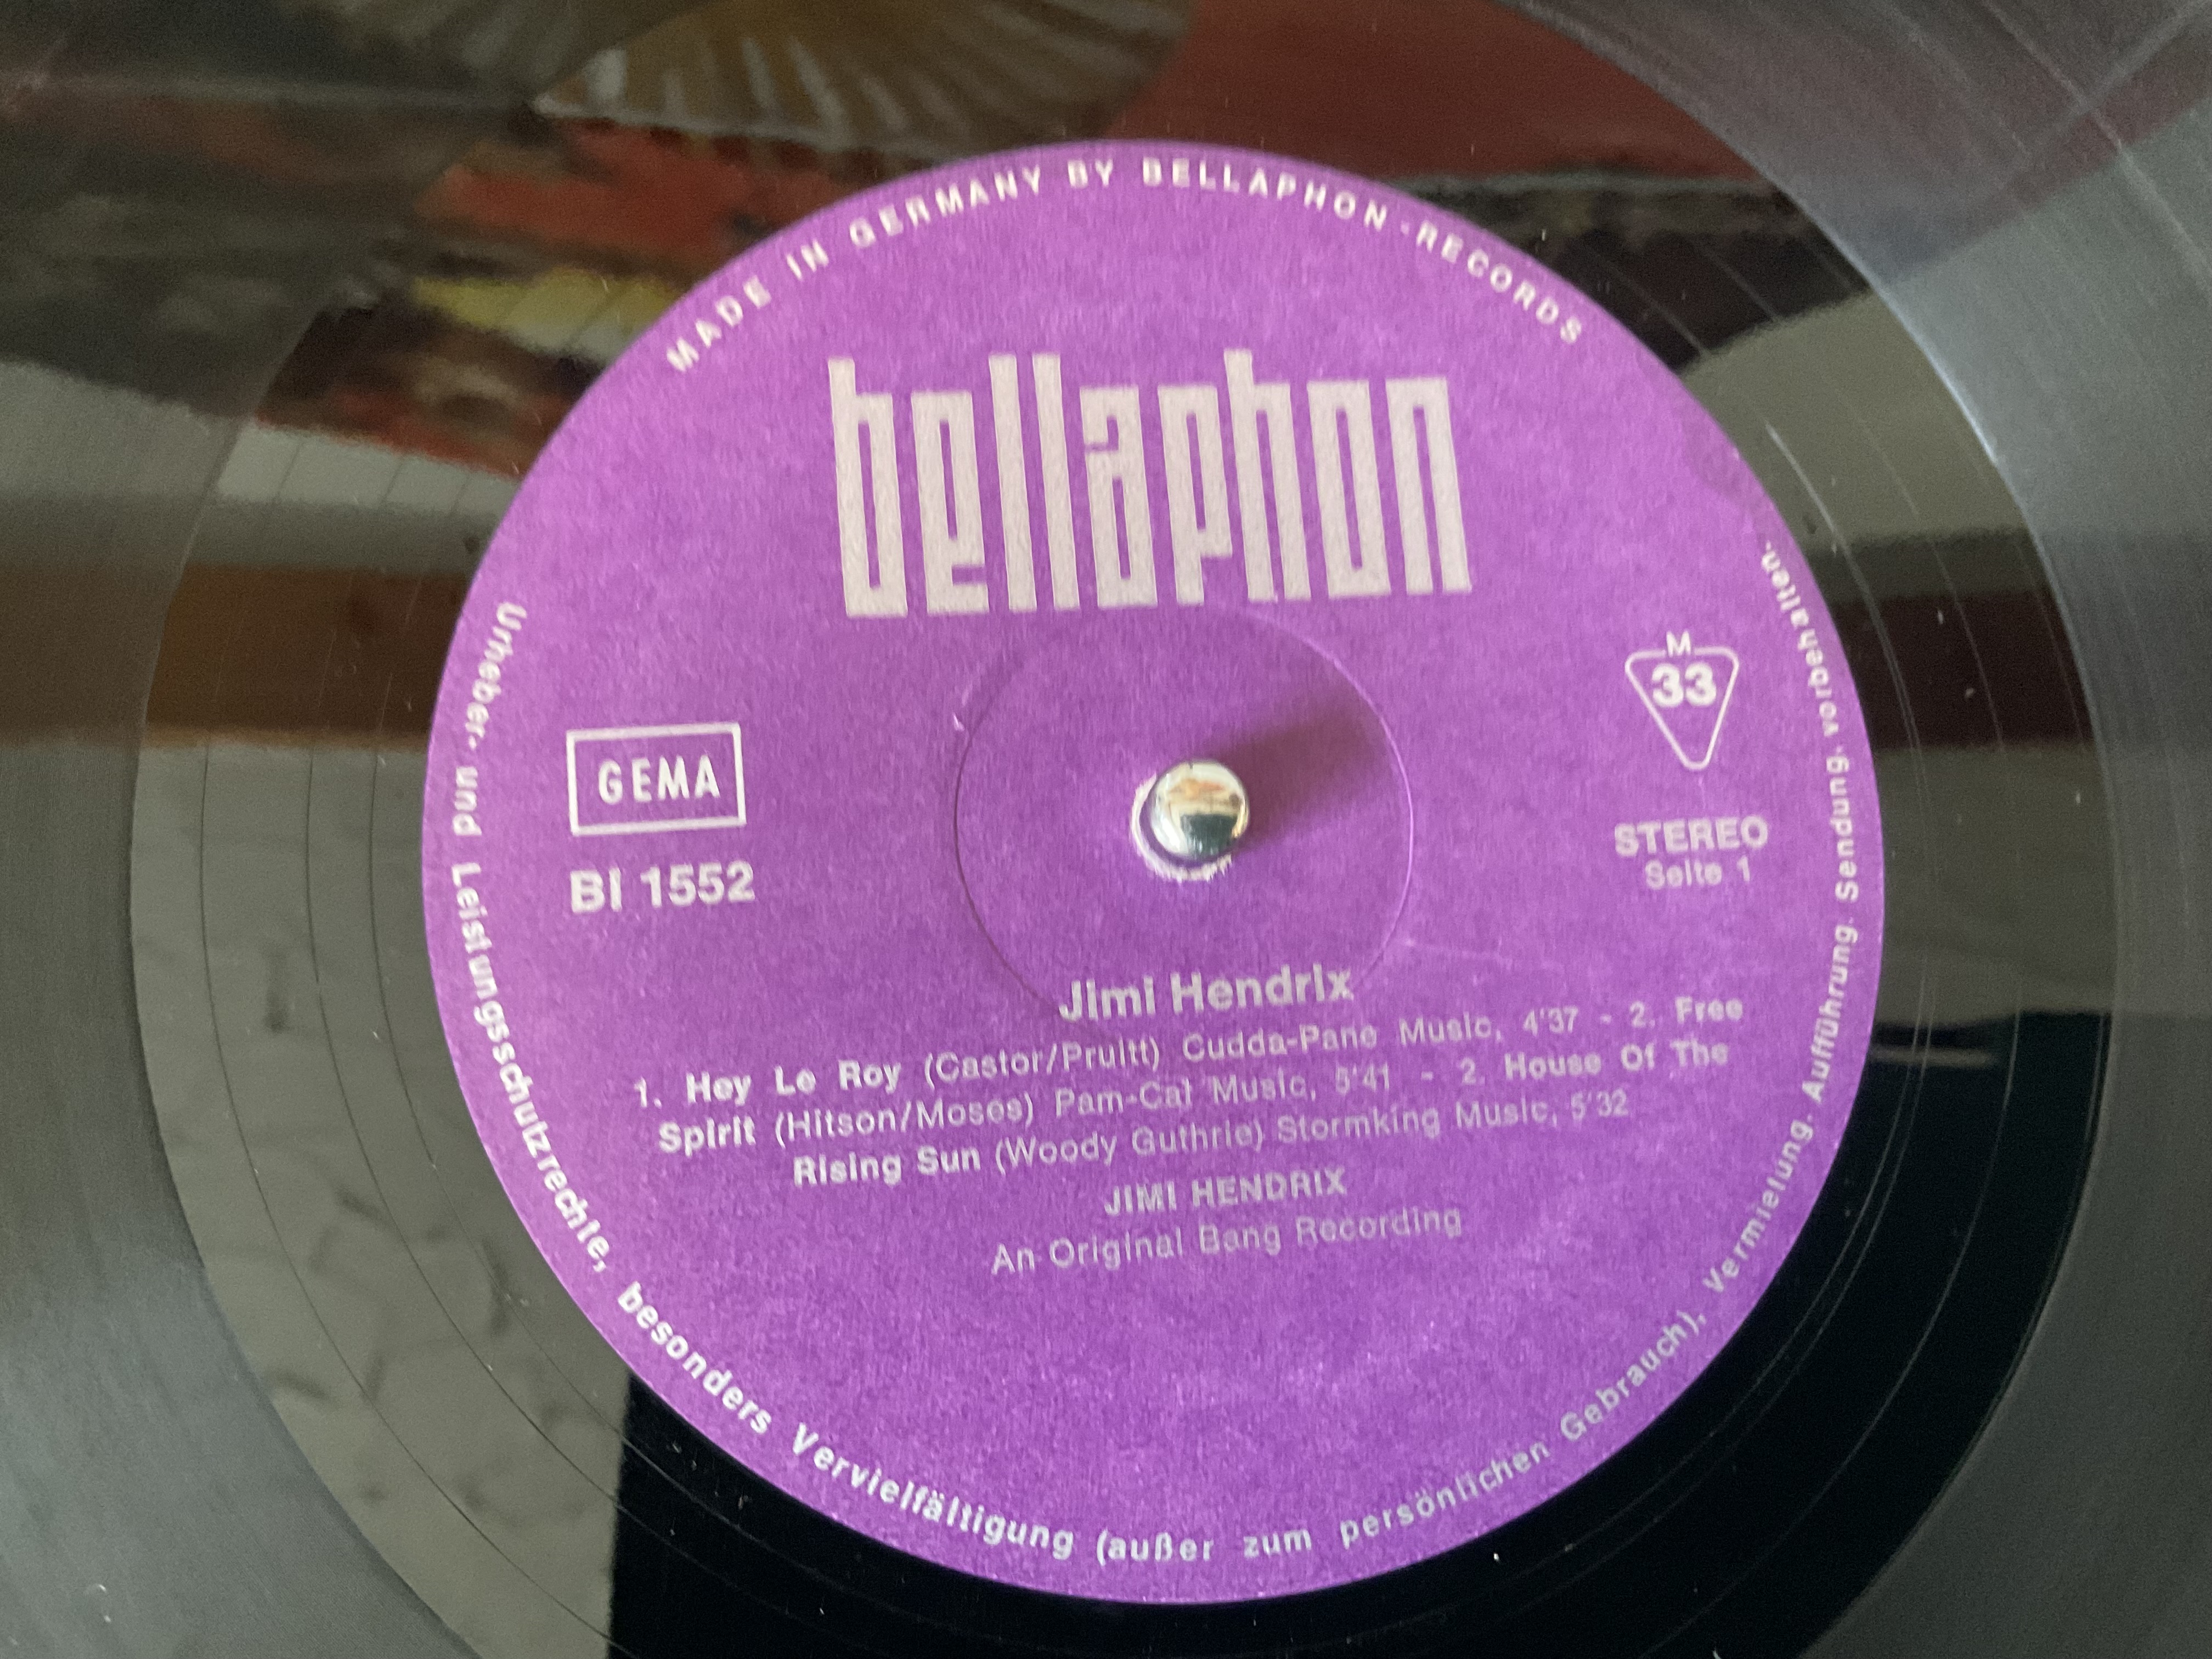 MADE IN GERMANY BY BELLAPHON-RECORDS
bellaphon
M
33
GEMA
STEREO
BI 1552
Seite 1
Jimi Hendrix
1. Hey Le Roy (Castor/Pruitt) Cudda-Pane Music, 4'37 - 2. Free
Spirit (Hitson/Moses) Pam-Cal Music, 5'41 - 2. House Of The
Rising Sun (Woody Guthrie) Stormking Music, 5'32
JIMI HENDRIX
An Original Bang Recording
Urheber- und Leistungsschutzrechte, besonders Vervielfältigung (außer zum persönlichen Gebrauch), Vermietung, Aufführung, Sendung, vorbehalten.